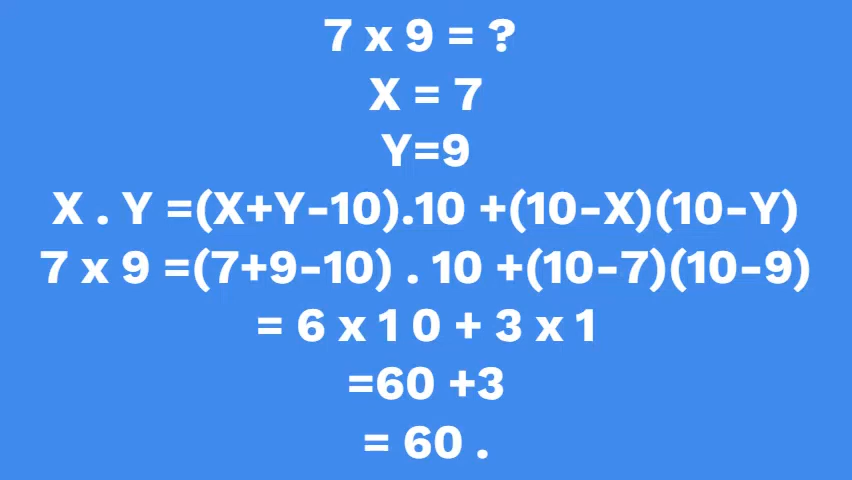 7 x 9 = ?
X = 7
Y=9
X . Y =(X+Y-10).10 +(10-X)(10-Y)
7 x 9 =(7+9-10) . 10 +(10-7)(10-9)
= 6 x 1 0 + 3 x 1
=60 +3
= 60 .